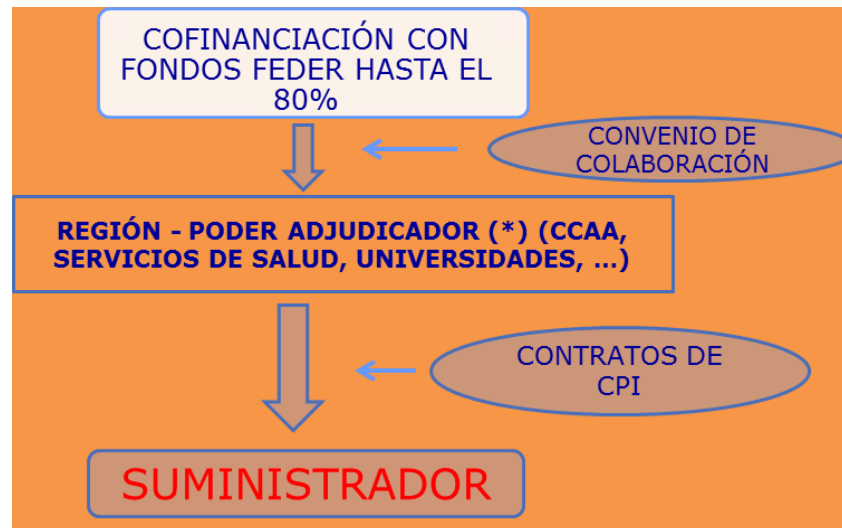 COFINANCIACIÓN CON
FONDOS FEDER HASTA EL
80%
CONVENIO DE
COLABORACIÓN
REGIÓN - PODER ADJUDICADOR (*) (CCAA,
SERVICIOS DE SALUD, UNIVERSIDADES, ...)
CONTRATOS DE
CPI
SUMINISTRADOR